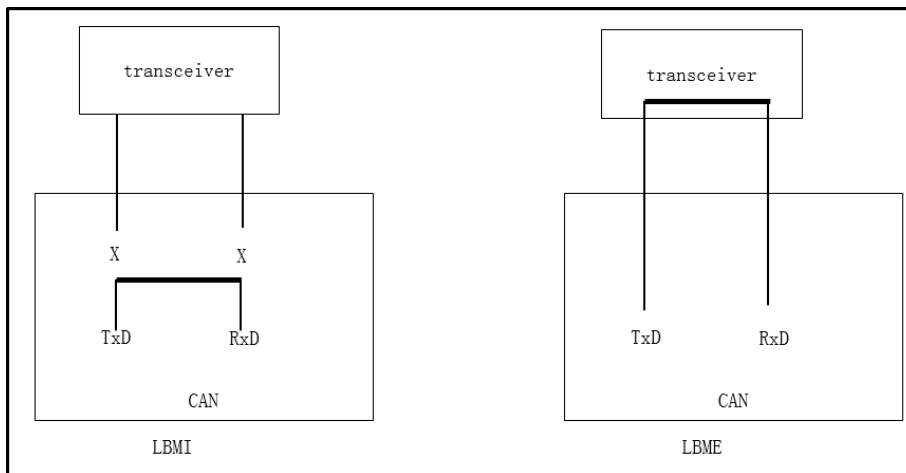 transceiver
transceiver
X X
TxD RxD
TxD RxD
CAN
CAN
LBMI
LBME